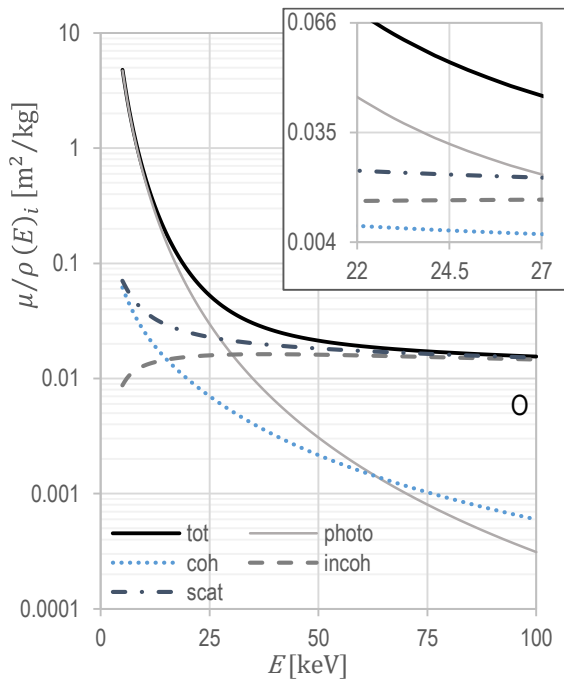 μ/ρ (E)ᵢ [m²/kg]
10
1
0.1
0.01
0.001
0.0001
0.066
0.035
0.004
22 24.5 27
O
tot photo
coh incoh
scat
0 25 50 75 100
E [keV]